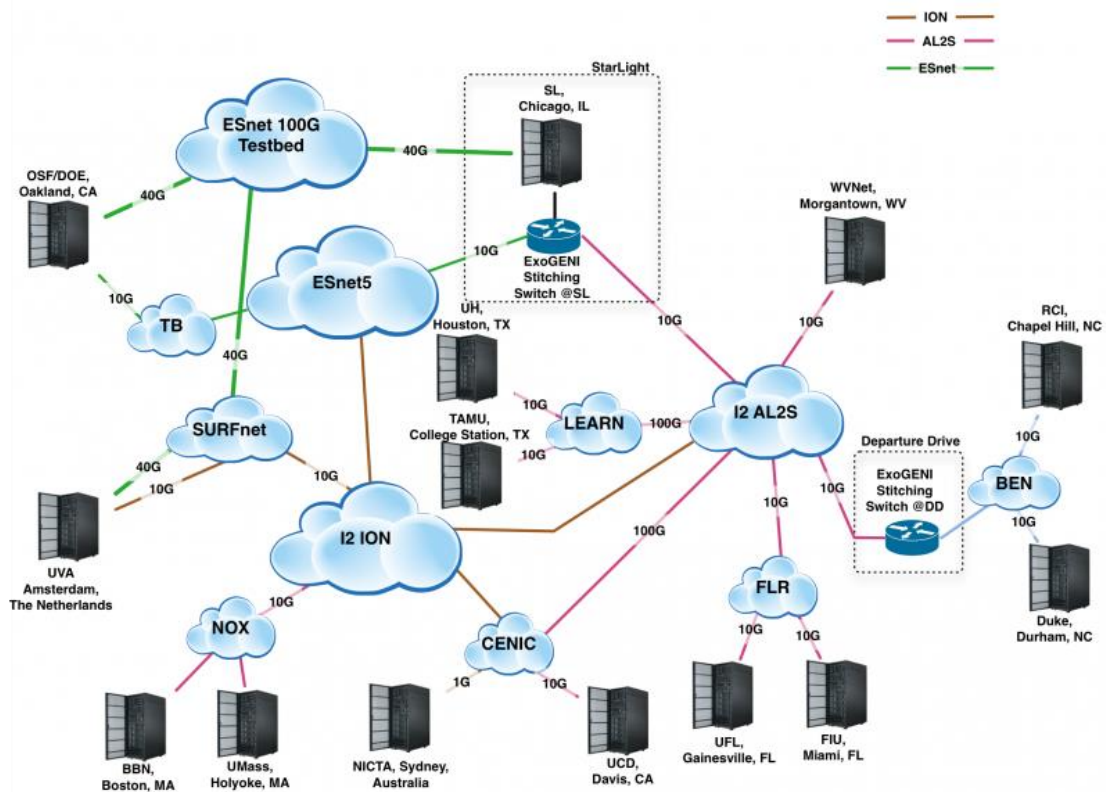 ION
AL2S
ESnet
StarLight
SL,
Chicago, IL
ESnet 100G
Testbed
40G
OSF/DOE,
Oakland, CA
40G
WVNet,
Morgantown, WV
10G
ExoGENI
Stitching
Switch @SL
ESnet5
10G
TB
UH,
Houston, TX
10G
10G
RCI,
Chapel Hill, NC
40G
SURFnet
TAMU,
College Station, TX
10G
LEARN
100G
10G
I2 AL2S
Departure Drive
ExoGENI
Stitching
Switch @DD
10G
BEN
10G
40G
10G
10G
I2 ION
100G
10G
10G
UVA
Amsterdam,
The Netherlands
10G
NOX
CENIC
FLR
Duke,
Durham, NC
1G
10G
10G
10G
BBN,
Boston, MA
UMass,
Holyoke, MA
NICTA, Sydney,
Australia
UCD,
Davis, CA
UFL,
Gainesville, FL
FIU,
Miami, FL